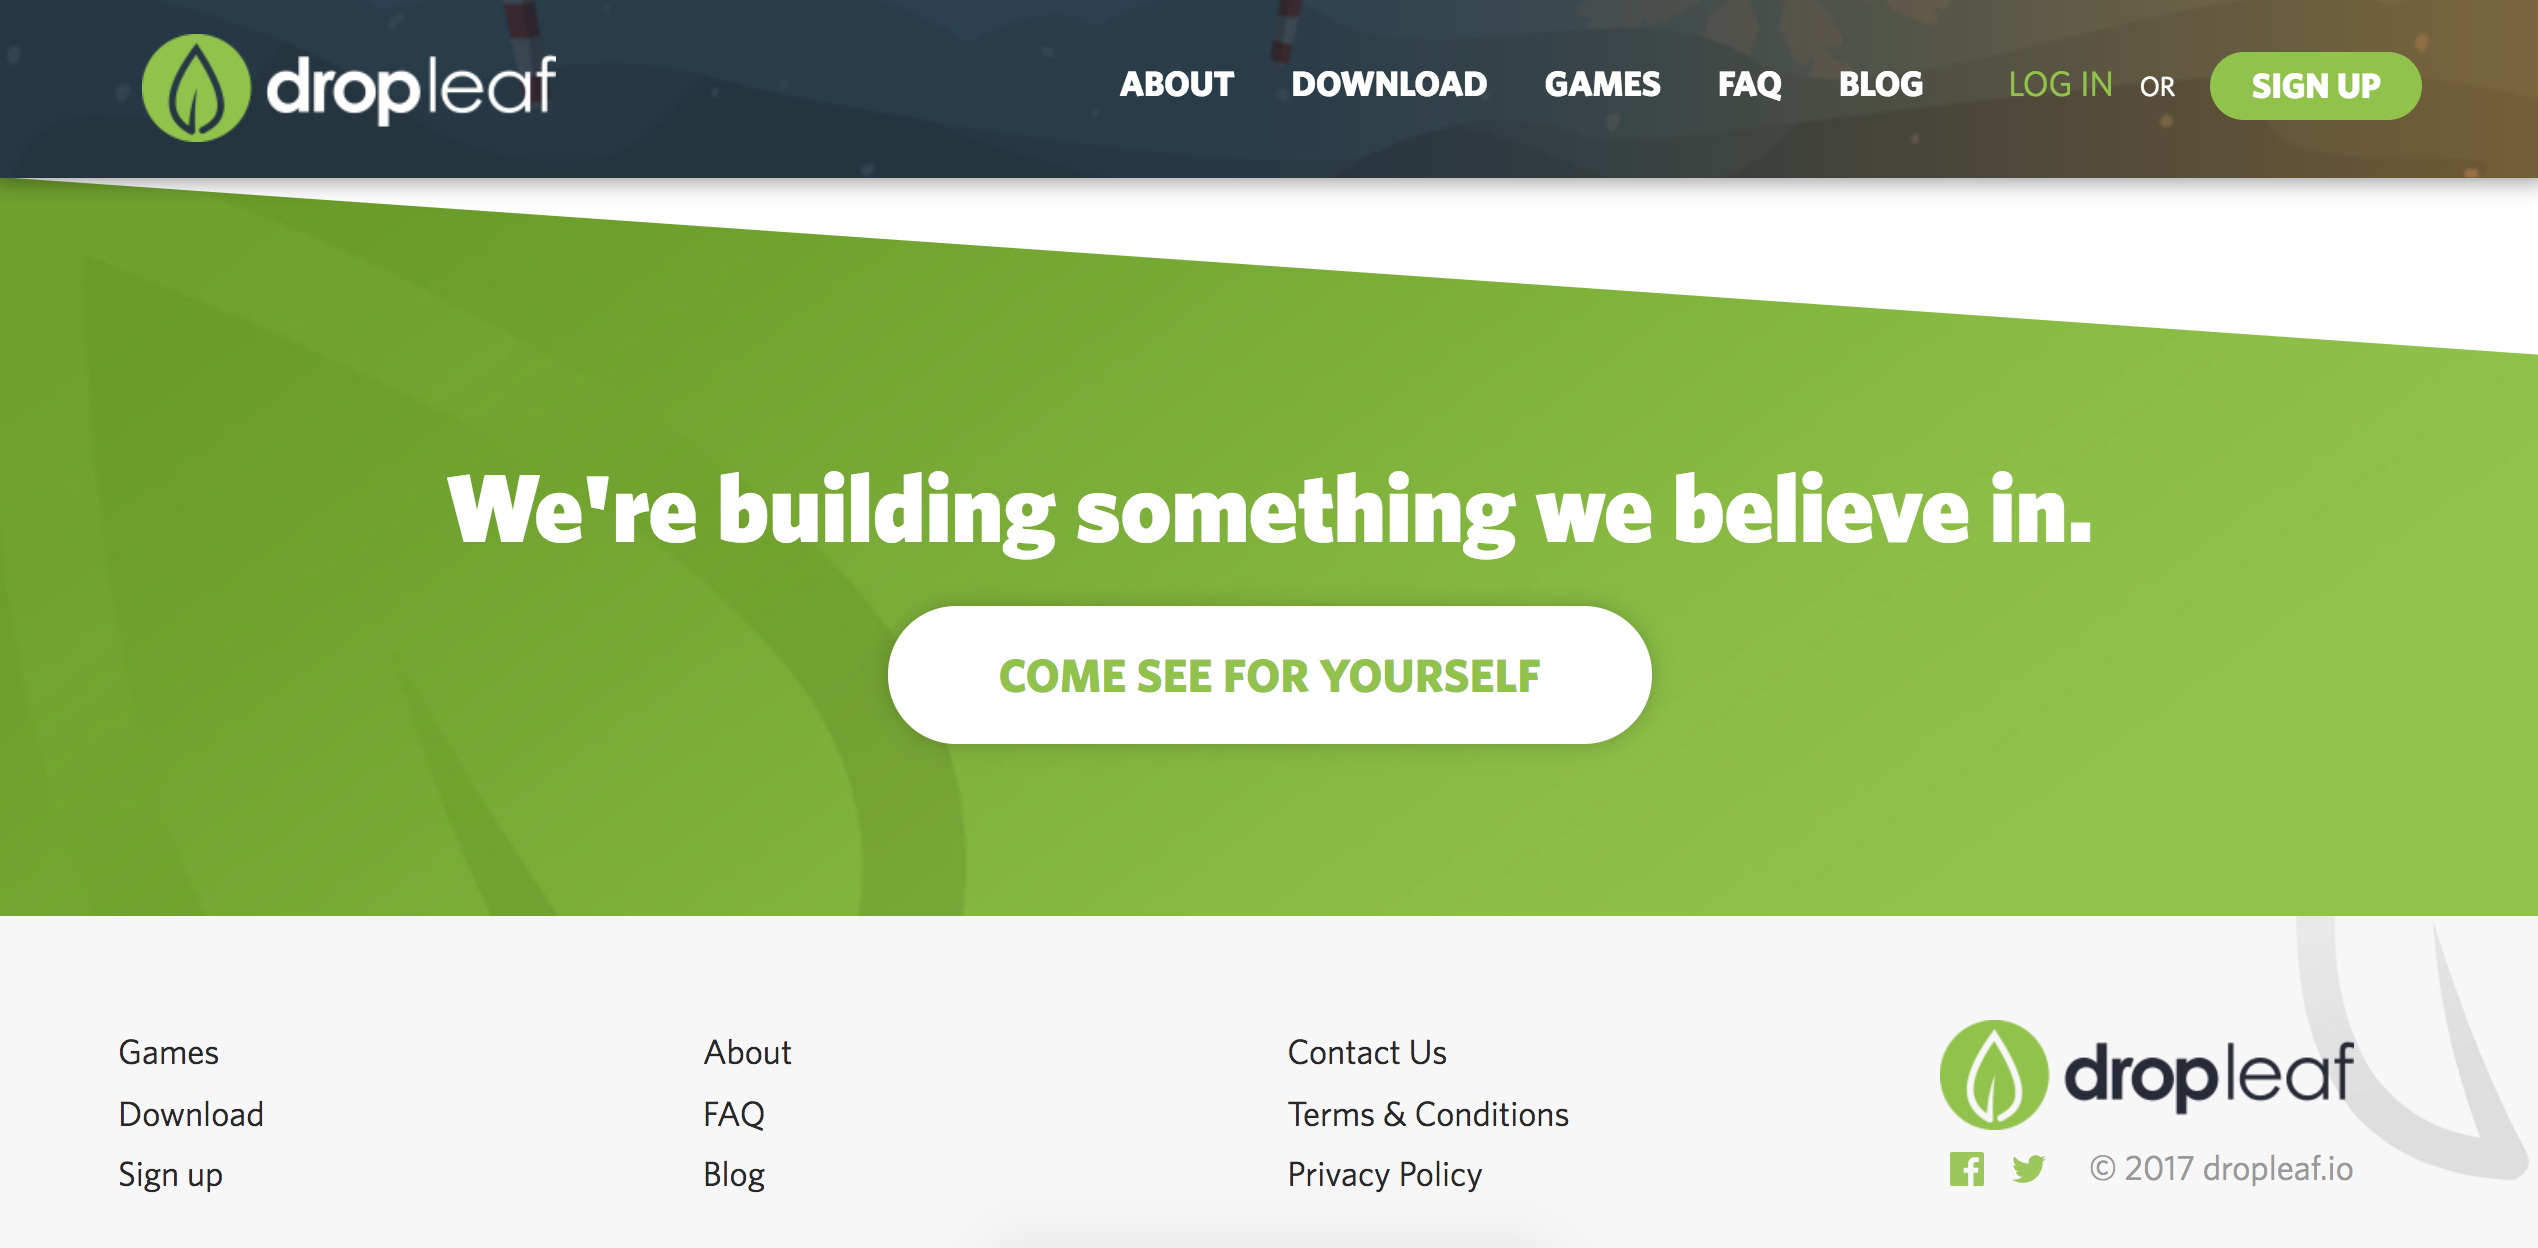 dropleaf
ABOUT DOWNLOAD GAMES FAQ BLOG LOG IN OR SIGN UP
We're building something we believe in.
COME SEE FOR YOURSELF
Games
Download
Sign up
About
FAQ
Blog
Contact Us
Terms & Conditions
Privacy Policy
dropleaf
© 2017 dropleaf.io